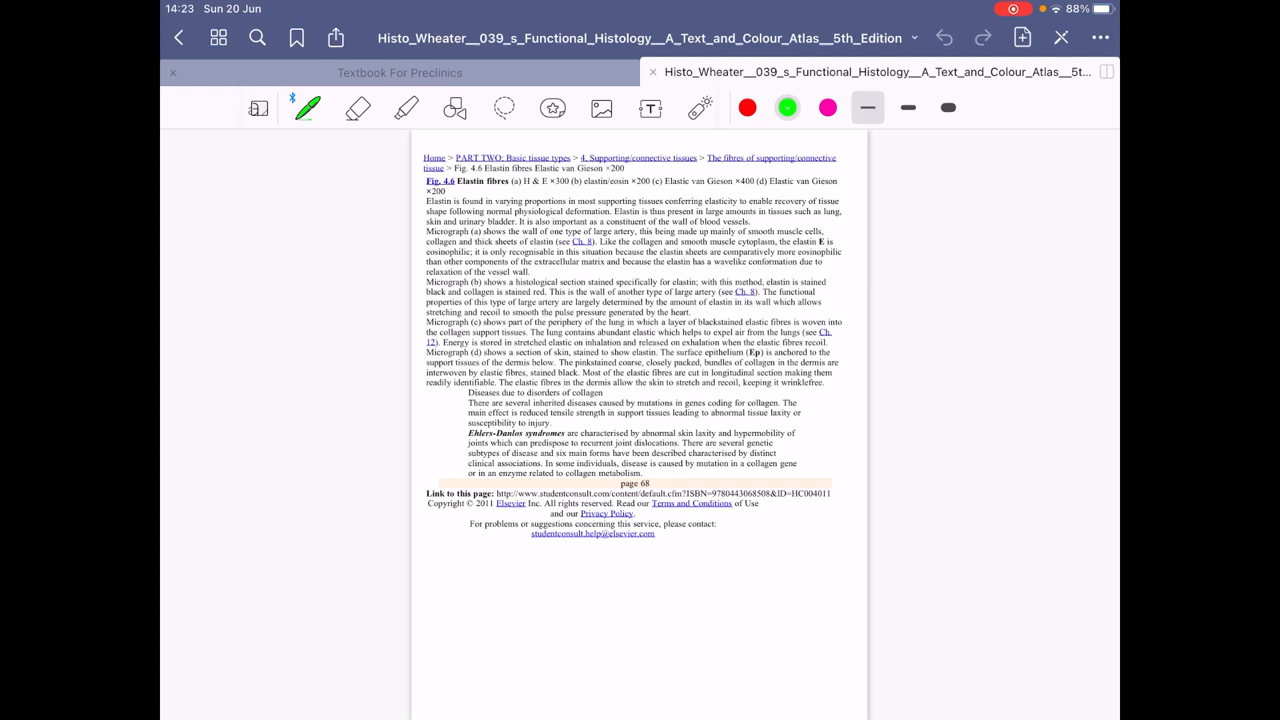 14:23 Sun 20 Jun
88%
Histo_Wheater__039_s_Functional_Histology__A_Text_and_Colour_Atlas__5th_Edition
Textbook For Preclinics
Histo_Wheater__039_s_Functional_Histology__A_Text_and_Colour_Atlas__5t...
Home > PART TWO: Basic tissue types > 4. Supporting/connective tissues > The fibres of supporting/connective
tissue > Fig. 4.6 Elastin fibres Elastic van Gieson ×200
Fig. 4.6 Elastin fibres (a) H & E ×300 (b) elastin/eosin ×200 (c) Elastic van Gieson ×400 (d) Elastic van Gieson
×200
Elastin is found in varying proportions in most supporting tissues conferring elasticity to enable recovery of tissue
shape following normal physiological deformation. Elastin is thus present in large amounts in tissues such as lung,
skin and urinary bladder. It is also important as a constituent of the wall of blood vessels.
Micrograph (a) shows the wall of one type of large artery, this being made up mainly of smooth muscle cells,
collagen and thick sheets of elastin (see Ch. 8). Like the collagen and smooth muscle cytoplasm, the elastin E is
eosinophilic; it is only recognisable in this situation because the elastin sheets are comparatively more eosinophilic
than other components of the extracellular matrix and because the elastin has a wavelike conformation due to
relaxation of the vessel wall.
Micrograph (b) shows a histological section stained specifically for elastin; with this method, elastin is stained
black and collagen is stained red. This is the wall of another type of large artery (see Ch. 8). The functional
properties of this type of large artery are largely determined by the amount of elastin in its wall which allows
stretching and recoil to smooth the pulse pressure generated by the heart.
Micrograph (c) shows part of the periphery of the lung in which a layer of blackstained elastic fibres is woven into
the collagen support tissues. The lung contains abundant elastic which helps to expel air from the lungs (see Ch.
12). Energy is stored in stretched elastic on inhalation and released on exhalation when the elastic fibres recoil.
Micrograph (d) shows a section of skin, stained to show elastin. The surface epithelium (Ep) is anchored to the
support tissues of the dermis below. The pinkstained coarse, closely packed, bundles of collagen in the dermis are
interwoven by elastic fibres, stained black. Most of the elastic fibres are cut in longitudinal section making them
readily identifiable. The elastic fibres in the dermis allow the skin to stretch and recoil, keeping it wrinklefree.
Diseases due to disorders of collagen
There are several inherited diseases caused by mutations in genes coding for collagen. The
main effect is reduced tensile strength in support tissues leading to abnormal tissue laxity or
susceptibility to injury.
Ehlers-Danlos syndromes are characterised by abnormal skin laxity and hypermobility of
joints which can predispose to recurrent joint dislocations. There are several genetic
subtypes of disease and six main forms have been described characterised by distinct
clinical associations. In some individuals, disease is caused by mutation in a collagen gene
or in an enzyme related to collagen metabolism.
page 68
Link to this page: http://www.studentconsult.com/content/default.cfm?ISBN=9780443068508&ID=HC004011
Copyright © 2011 Elsevier Inc. All rights reserved. Read our Terms and Conditions of Use
and our Privacy Policy.
For problems or suggestions concerning this service, please contact:
studentconsult.help@elsevier.com